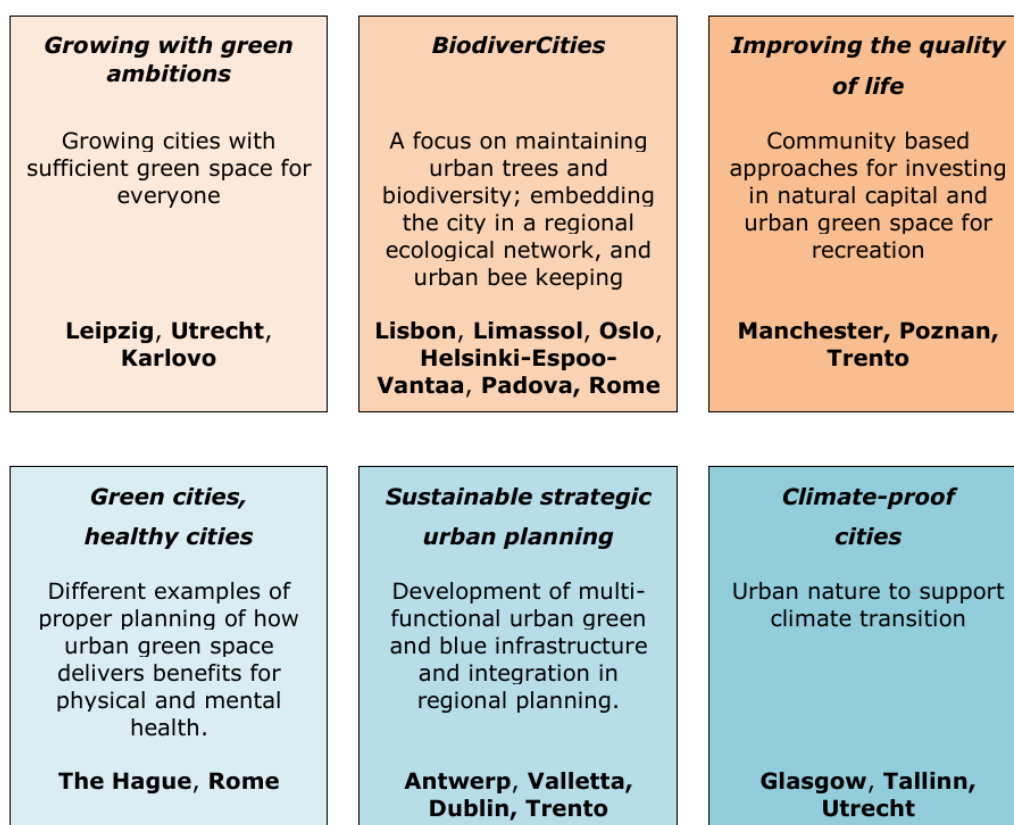 Growing with green
ambitions
Growing cities with
sufficient green space for
everyone
Leipzig, Utrecht,
Karlovo
BiodiverCities
A focus on maintaining
urban trees and
biodiversity; embedding
the city in a regional
ecological network, and
urban bee keeping
Lisbon, Limassol, Oslo,
Helsinki-Espoo-
Vantaa, Padova, Rome
Improving the quality
of life
Community based
approaches for investing
in natural capital and
urban green space for
recreation
Manchester, Poznan,
Trento
Green cities,
healthy cities
Different examples of
proper planning of how
urban green space
delivers benefits for
physical and mental
health.
The Hague, Rome
Sustainable strategic
urban planning
Development of multi-
functional urban green
and blue infrastructure
and integration in
regional planning.
Antwerp, Valletta,
Dublin, Trento
Climate-proof
cities
Urban nature to support
climate transition
Glasgow, Tallinn,
Utrecht